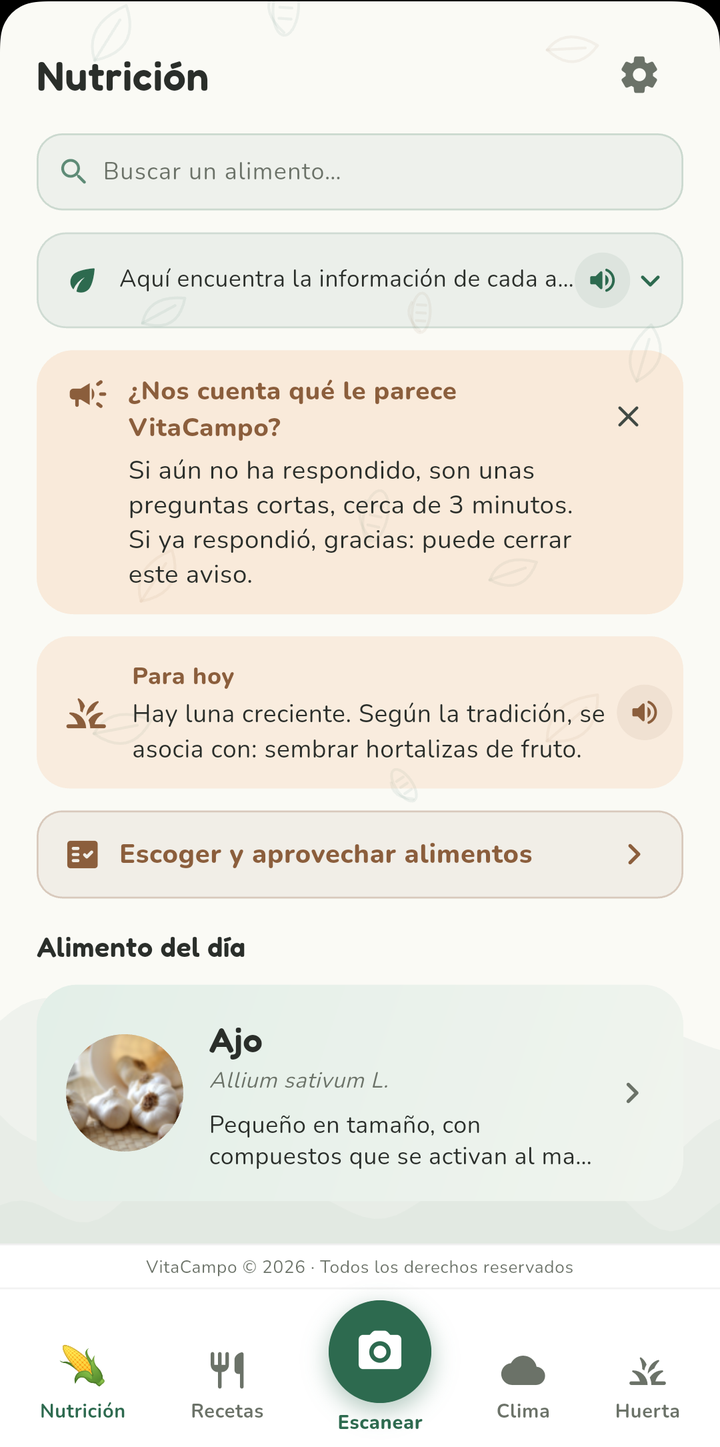 Nutrición
Buscar un alimento...
Aquí encuentra la información de cada a...
¿Nos cuenta qué le parece
VitaCampo?
Si aún no ha respondido, son unas
preguntas cortas, cerca de 3 minutos.
Si ya respondió, gracias: puede cerrar
este aviso.
Para hoy
Hay luna creciente. Según la tradición, se
asocia con: sembrar hortalizas de fruto.
Escoger y aprovechar alimentos
Alimento del día
Ajo
Allium sativum L.
Pequeño en tamaño, con
compuestos que se activan al ma...
VitaCampo © 2026 · Todos los derechos reservados
Nutrición
Recetas
Escanear
Clima
Huerta